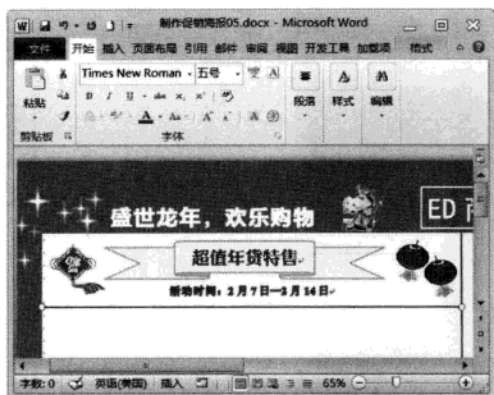 制作促销海报05.docx - Microsoft Word
文件 开始 插入 页面布局 引用 邮件 审阅 视图 开发工具 加载项 格式
Times New Roman 五号
粘贴 段落 样式 编辑
剪贴板 字体
盛世龙年，欢乐购物
ED
超值年货特售
活动时间：2月7日—2月14日
字数: 0 英语(美国) 插入 65%